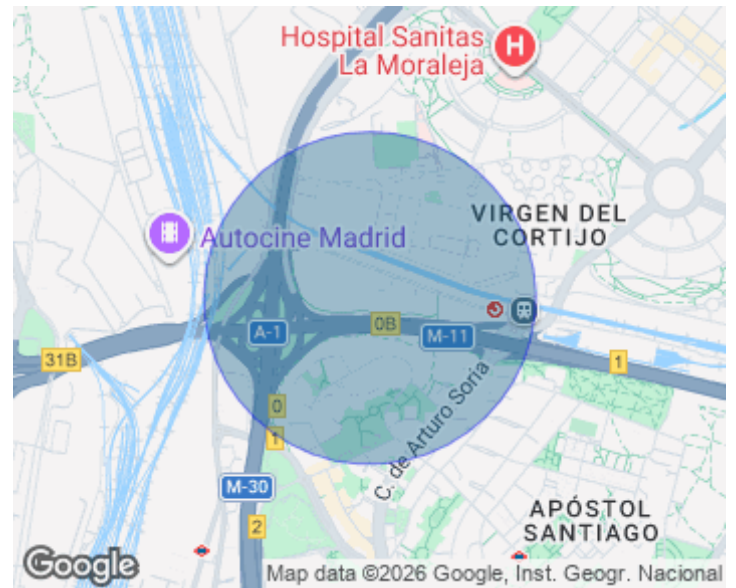 Hospital Sanitas
La Moraleja
H
VIRGEN DEL
CORTIJO
Autocine Madrid
A-1
0B
M-11
31B
1
C. de Arturo Soria
0
1
M-30
2
APÓSTOL
SANTIAGO
Google
Map data ©2026 Google, Inst. Geogr. Nacional